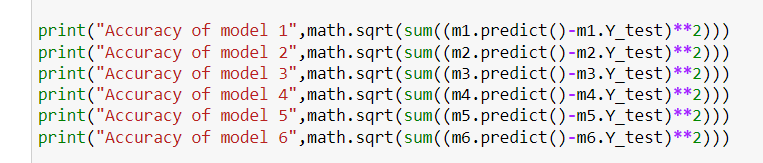 print("Accuracy of model 1",math.sqrt(sum((m1.predict()-m1.Y_test)**2)))
print("Accuracy of model 2",math.sqrt(sum((m2.predict()-m2.Y_test)**2)))
print("Accuracy of model 3",math.sqrt(sum((m3.predict()-m3.Y_test)**2)))
print("Accuracy of model 4",math.sqrt(sum((m4.predict()-m4.Y_test)**2)))
print("Accuracy of model 5",math.sqrt(sum((m5.predict()-m5.Y_test)**2)))
print("Accuracy of model 6",math.sqrt(sum((m6.predict()-m6.Y_test)**2)))